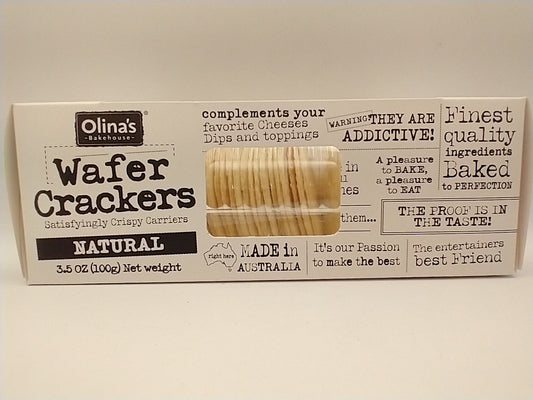 Olina's
Bakehouse
Wafer
Crackers
Satisfyingly Crispy Carriers
NATURAL
3.5 OZ (100g) Net weight
complements your
favorite Cheeses
Dips and toppings
WARNING: THEY ARE
ADDICTIVE!
in
them...
A pleasure
to BAKE,
a pleasure
to EAT
Finest
quality
ingredients
Baked
to PERFECTION
THE PROOF IS IN
THE TASTE!
right here
MADE in
AUSTRALIA
It's our Passion
to make the best
The entertainers
best Friend